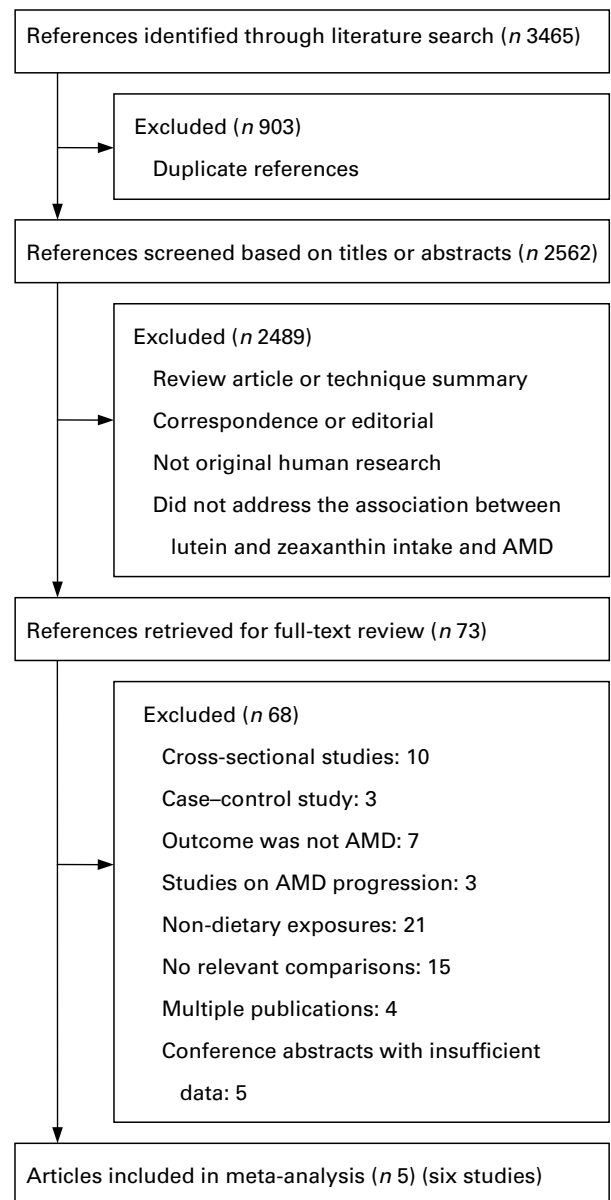 References identified through literature search (n 3465)
Excluded (n 903)
Duplicate references
References screened based on titles or abstracts (n 2562)
Excluded (n 2489)
Review article or technique summary
Correspondence or editorial
Not original human research
Did not address the association between
lutein and zeaxanthin intake and AMD
References retrieved for full-text review (n 73)
Excluded (n 68)
Cross-sectional studies: 10
Case–control study: 3
Outcome was not AMD: 7
Studies on AMD progression: 3
Non-dietary exposures: 21
No relevant comparisons: 15
Multiple publications: 4
Conference abstracts with insufficient
data: 5
Articles included in meta-analysis (n 5) (six studies)